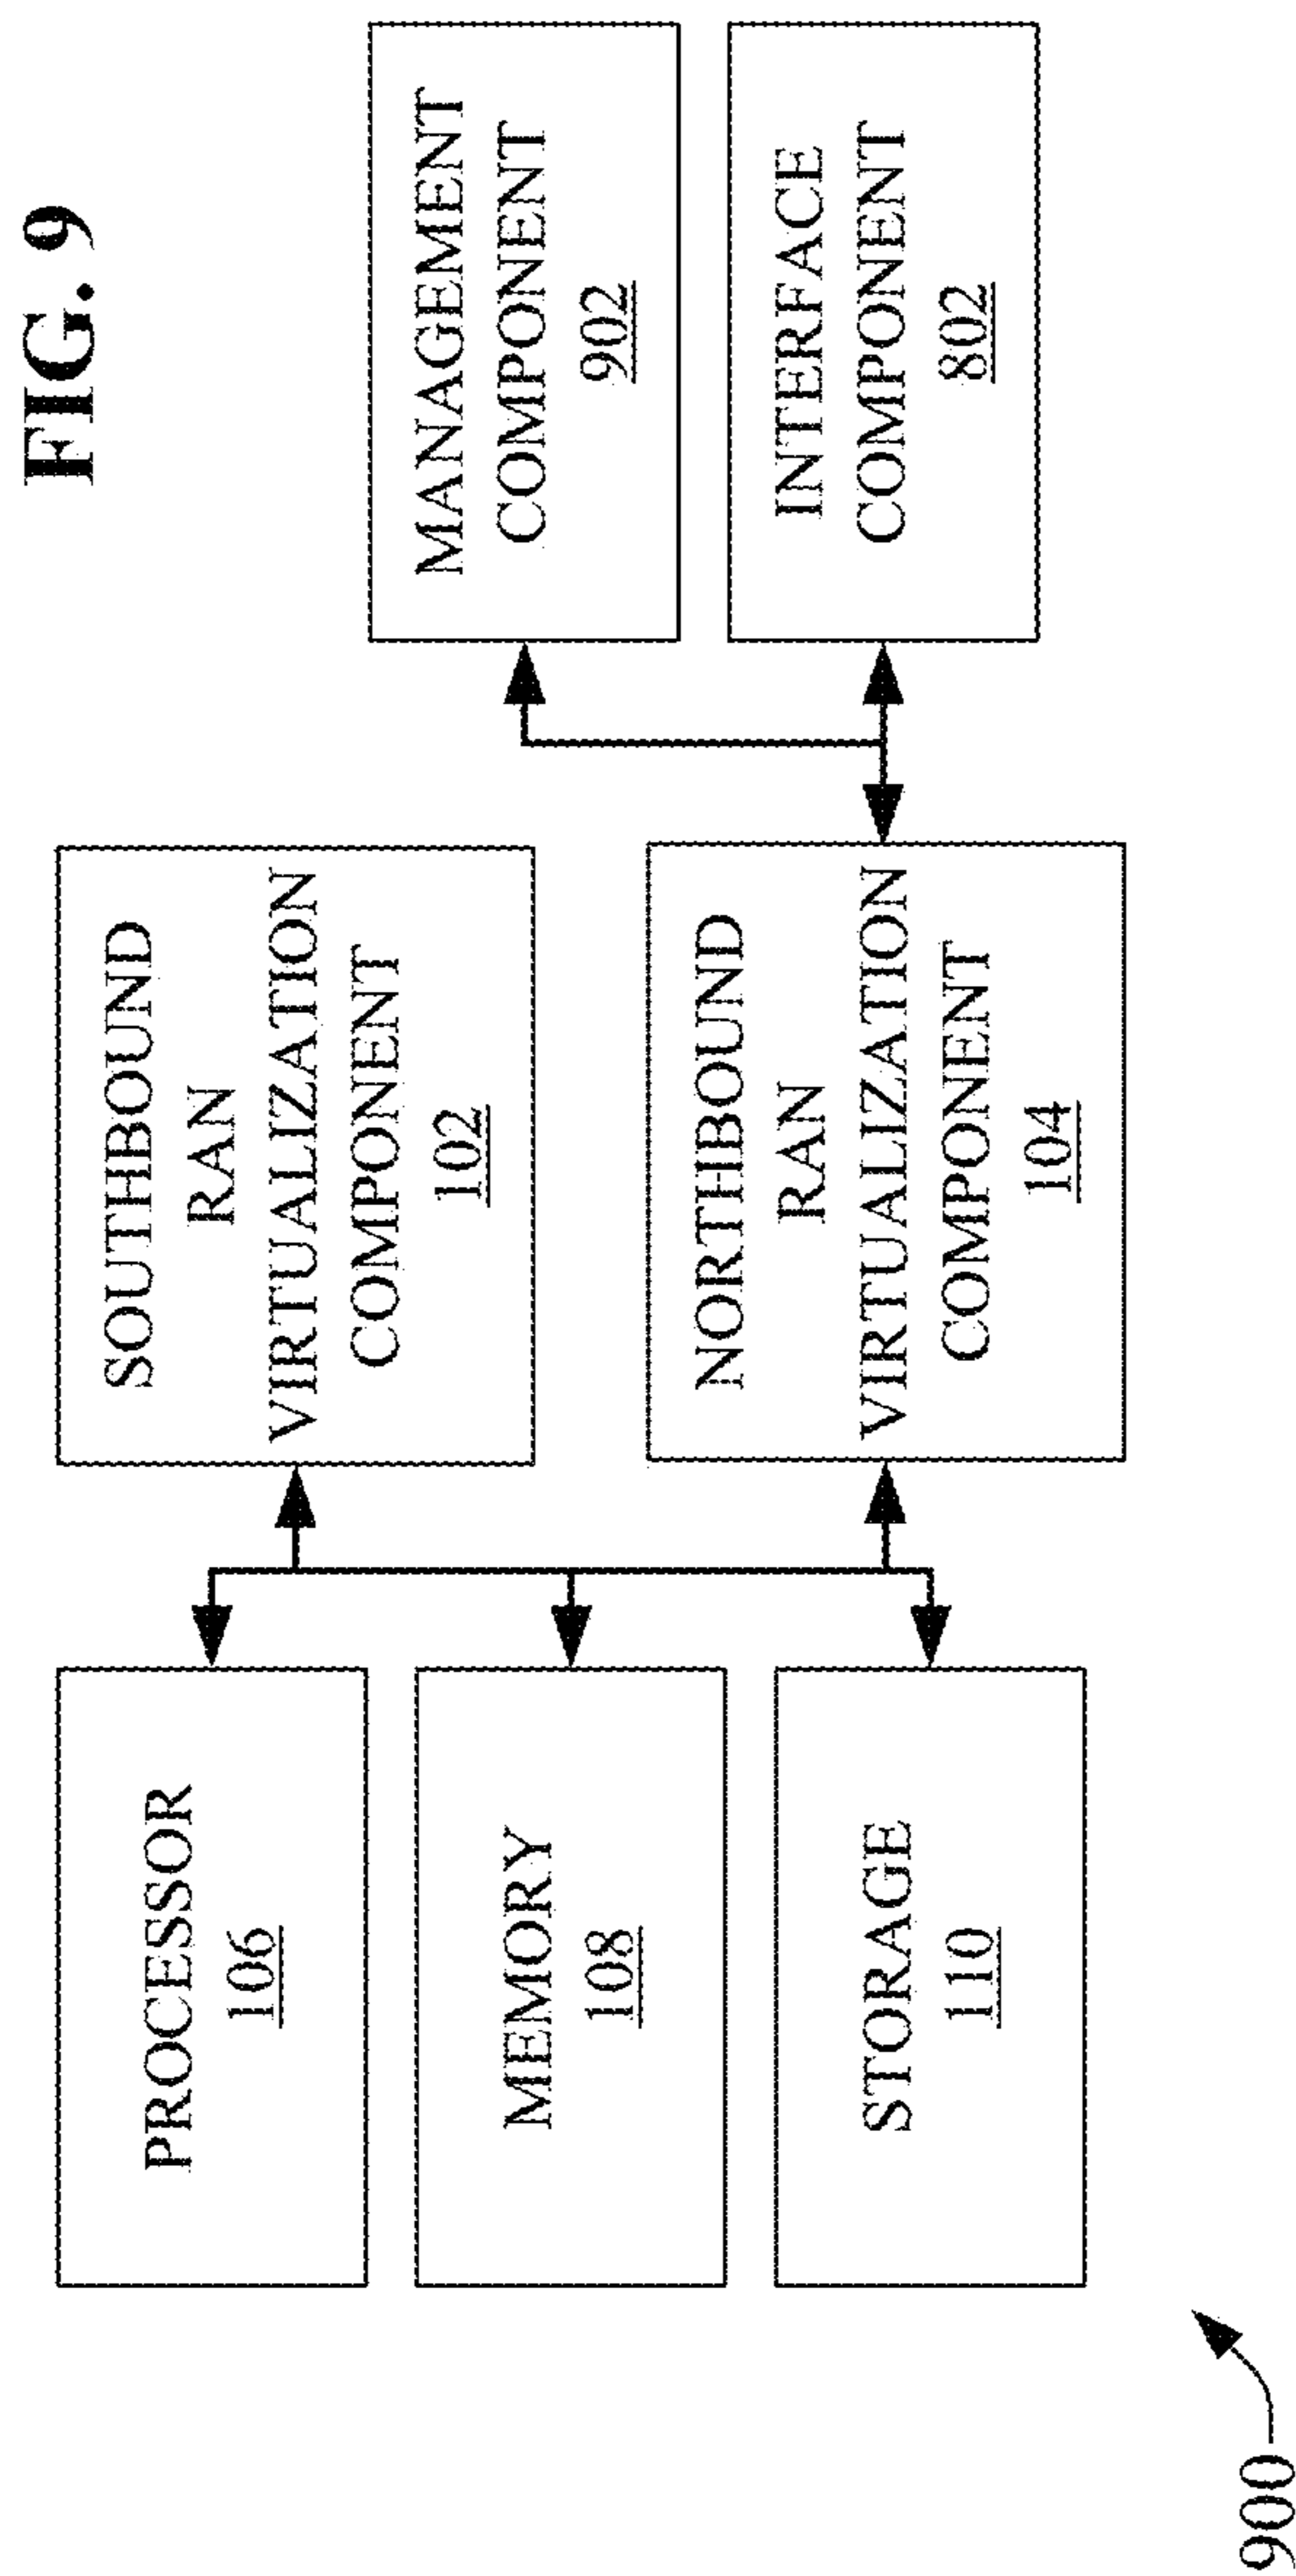 FIG. 9
PROCESSOR
106
MEMORY
108
STORAGE
110
SOUTHBOUND
RAN
VIRTUALIZATION
COMPONENT
102
NORTHBOUND
RAN
VIRTUALIZATION
COMPONENT
104
MANAGEMENT
COMPONENT
902
INTERFACE
COMPONENT
802
900